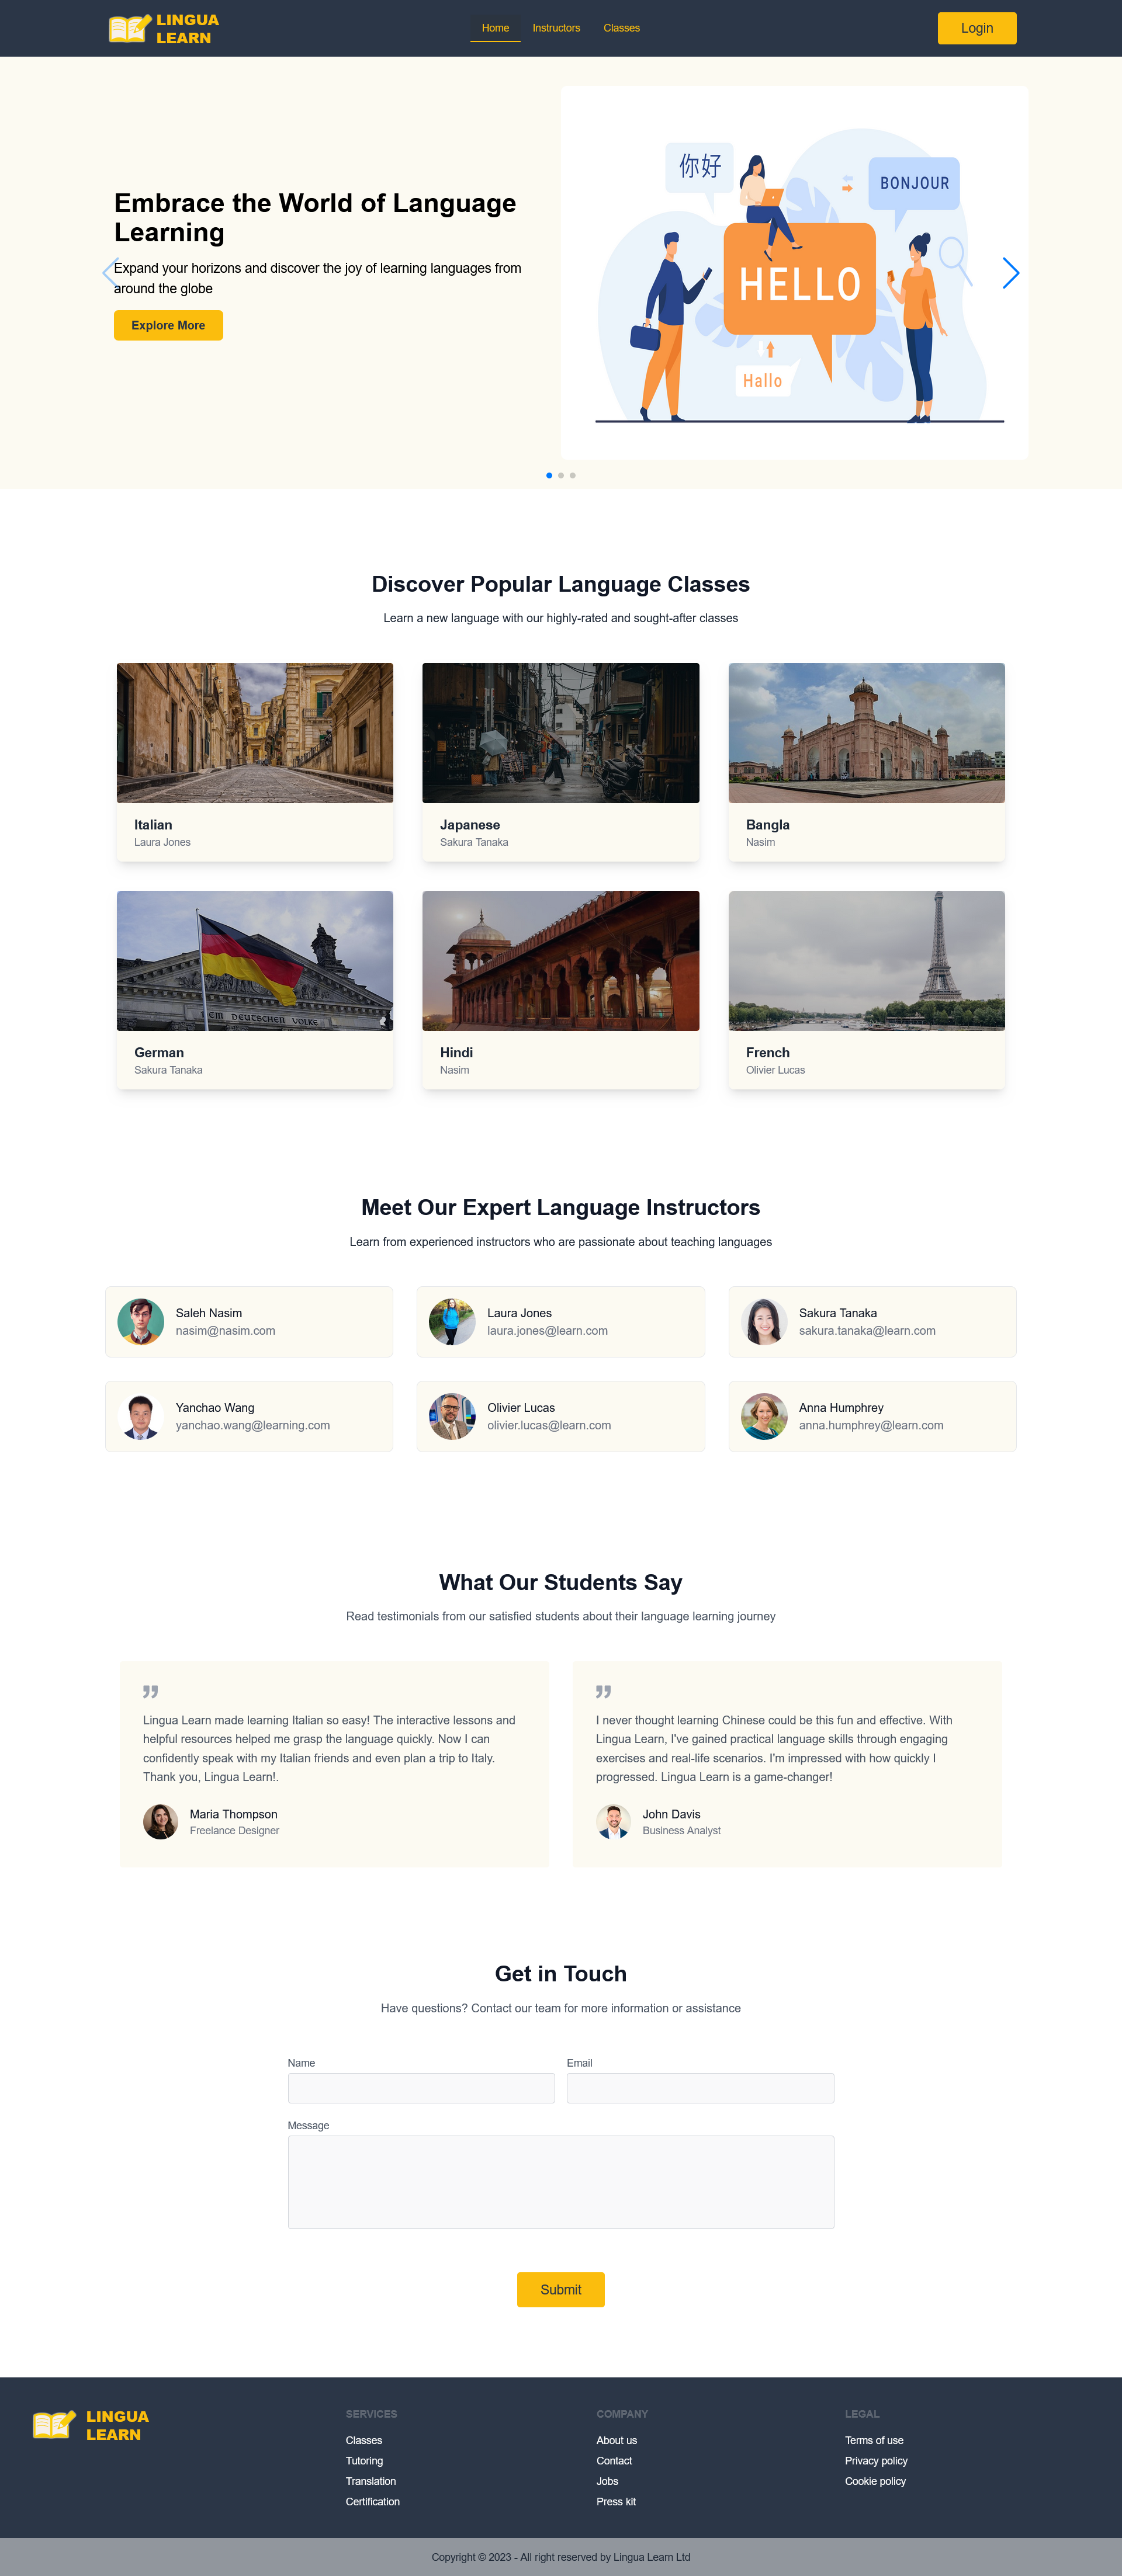 LINGUA
LEARN
Home
Instructors
Classes
Login
Embrace the World of Language
Learning
Expand your horizons and discover the joy of learning languages from
around the globe
Explore More
你好
BONJOUR
HELLO
Hallo
Discover Popular Language Classes
Learn a new language with our highly-rated and sought-after classes
Italian
Laura Jones
Japanese
Sakura Tanaka
Bangla
Nasim
DEM DEUTSCHEN VOLKE
German
Sakura Tanaka
Hindi
Nasim
French
Olivier Lucas
Meet Our Expert Language Instructors
Learn from experienced instructors who are passionate about teaching languages
Saleh Nasim
nasim@nasim.com
Laura Jones
laura.jones@learn.com
Sakura Tanaka
sakura.tanaka@learn.com
Yanchao Wang
yanchao.wang@learning.com
Olivier Lucas
olivier.lucas@learn.com
Anna Humphrey
anna.humphrey@learn.com
What Our Students Say
Read testimonials from our satisfied students about their language learning journey
Lingua Learn made learning Italian so easy! The interactive lessons and
helpful resources helped me grasp the language quickly. Now I can
confidently speak with my Italian friends and even plan a trip to Italy.
Thank you, Lingua Learn!.
Maria Thompson
Freelance Designer
I never thought learning Chinese could be this fun and effective. With
Lingua Learn, I've gained practical language skills through engaging
exercises and real-life scenarios. I'm impressed with how quickly I
progressed. Lingua Learn is a game-changer!
John Davis
Business Analyst
Get in Touch
Have questions? Contact our team for more information or assistance
Name
Email
Message
Submit
LINGUA
LEARN
SERVICES
Classes
Tutoring
Translation
Certification
COMPANY
About us
Contact
Jobs
Press kit
LEGAL
Terms of use
Privacy policy
Cookie policy
Copyright © 2023 - All right reserved by Lingua Learn Ltd